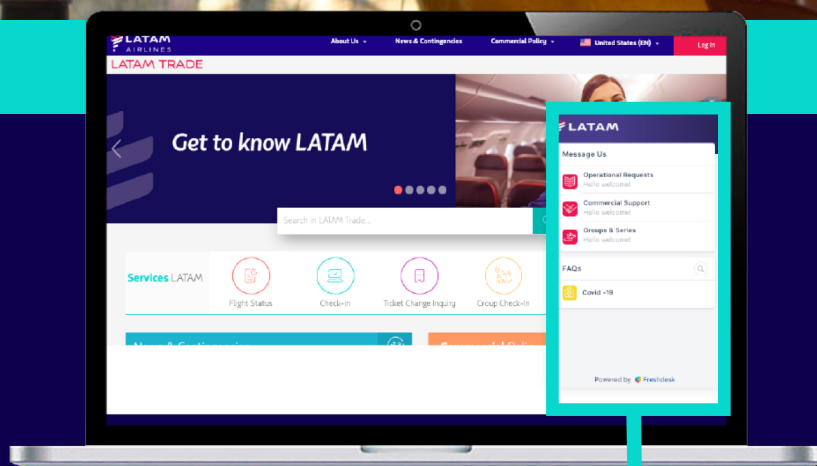 LATAM
AIRLINES
About Us
News & Contingencies
Commercial Policy
United States (EN)
Log In
LATAM TRADE
Get to know LATAM
Search in LATAM Trade...
Services LATAM
Flight Status
Check-in
Ticket Change Inquiry
Group Check-In
LATAM
Message Us
Operational Requests
Hello welcome!
Commercial Support
Hello welcome!
Groups & Series
Hello welcome!
FAQs
Covid -19
Powered by Freshdesk